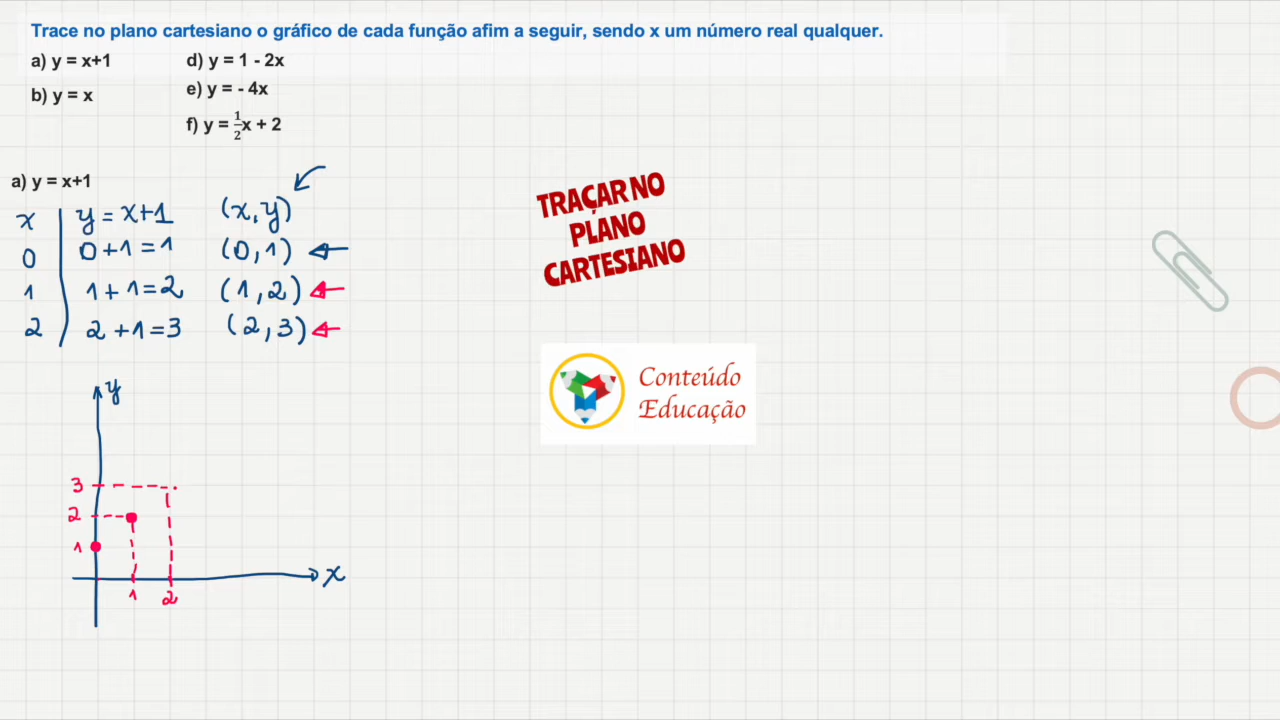 Trace no plano cartesiano o gráfico de cada função afim a seguir, sendo x um número real qualquer.
a) y = x+1
b) y = x
d) y = 1 - 2x
e) y = - 4x
f) y = 1/2x + 2
a) y = x+1
x y = x+1 (x,y)
0 0+1=1 (0,1)
1 1+1=2 (1,2)
2 2+1=3 (2,3)
TRAÇAR NO
PLANO
CARTESIANO
Conteúdo
Educação
y
3
2
1
x
1 2